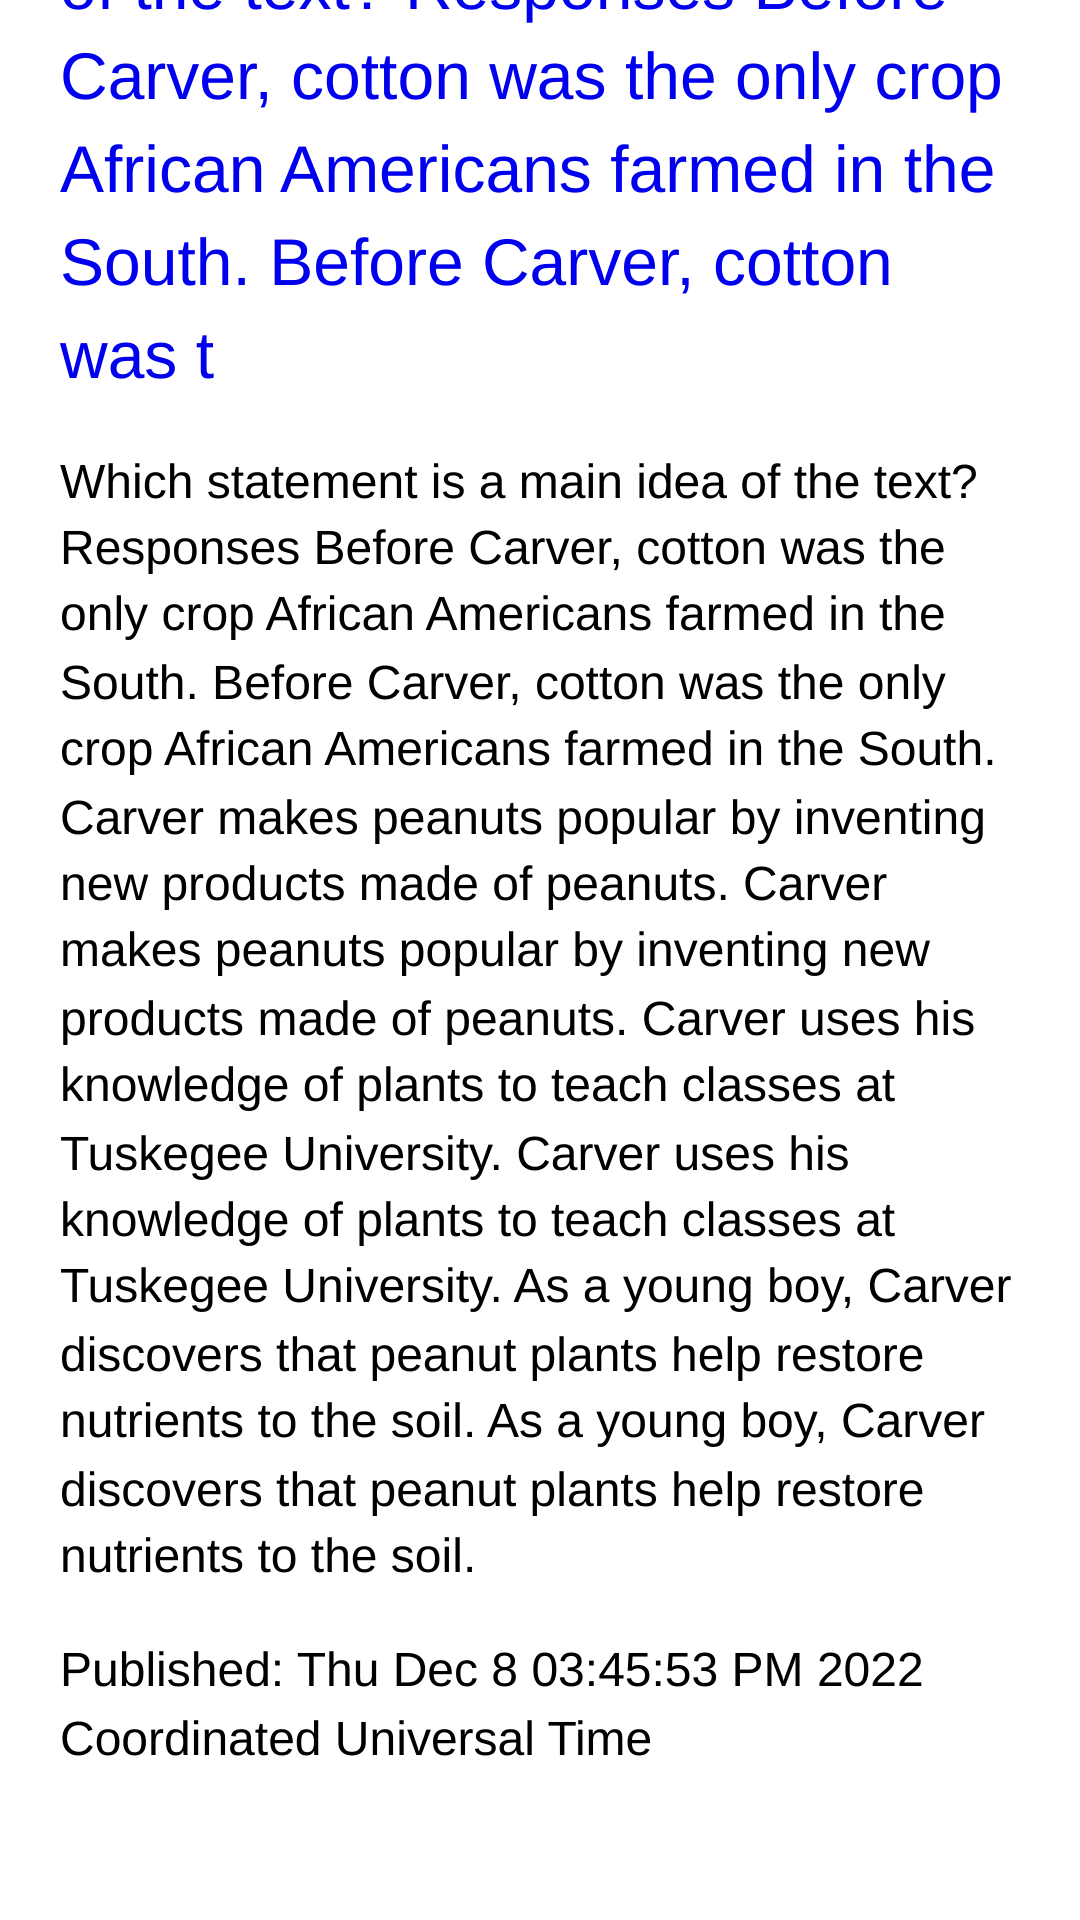 of the text? Responses Before
Carver, cotton was the only crop
African Americans farmed in the
South. Before Carver, cotton
was t
Which statement is a main idea of the text?
Responses Before Carver, cotton was the
only crop African Americans farmed in the
South. Before Carver, cotton was the only
crop African Americans farmed in the South.
Carver makes peanuts popular by inventing
new products made of peanuts. Carver
makes peanuts popular by inventing new
products made of peanuts. Carver uses his
knowledge of plants to teach classes at
Tuskegee University. Carver uses his
knowledge of plants to teach classes at
Tuskegee University. As a young boy, Carver
discovers that peanut plants help restore
nutrients to the soil. As a young boy, Carver
discovers that peanut plants help restore
nutrients to the soil.
Published: Thu Dec 8 03:45:53 PM 2022
Coordinated Universal Time